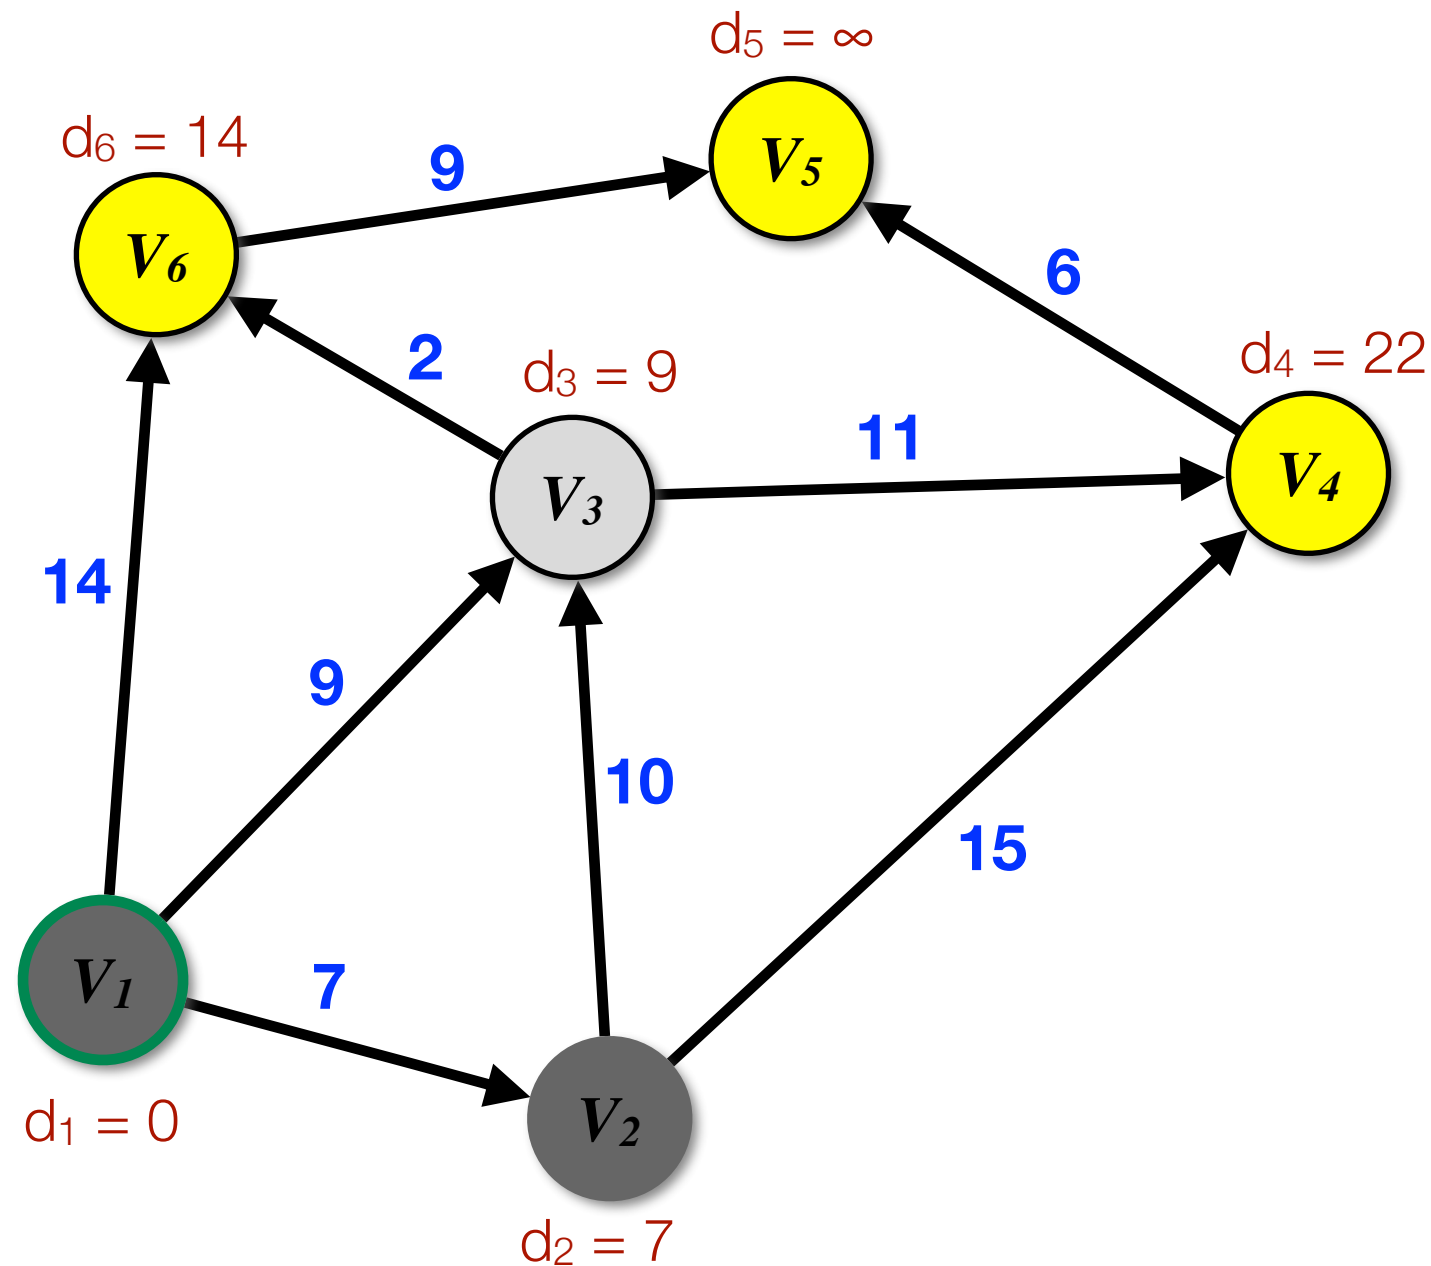 d₅ = ∞
V₅
d₆ = 14
9
V₆
6
2
d₃ = 9
d₄ = 22
11
V₃
V₄
14
9
10
15
V₁
7
d₁ = 0
V₂
d₂ = 7